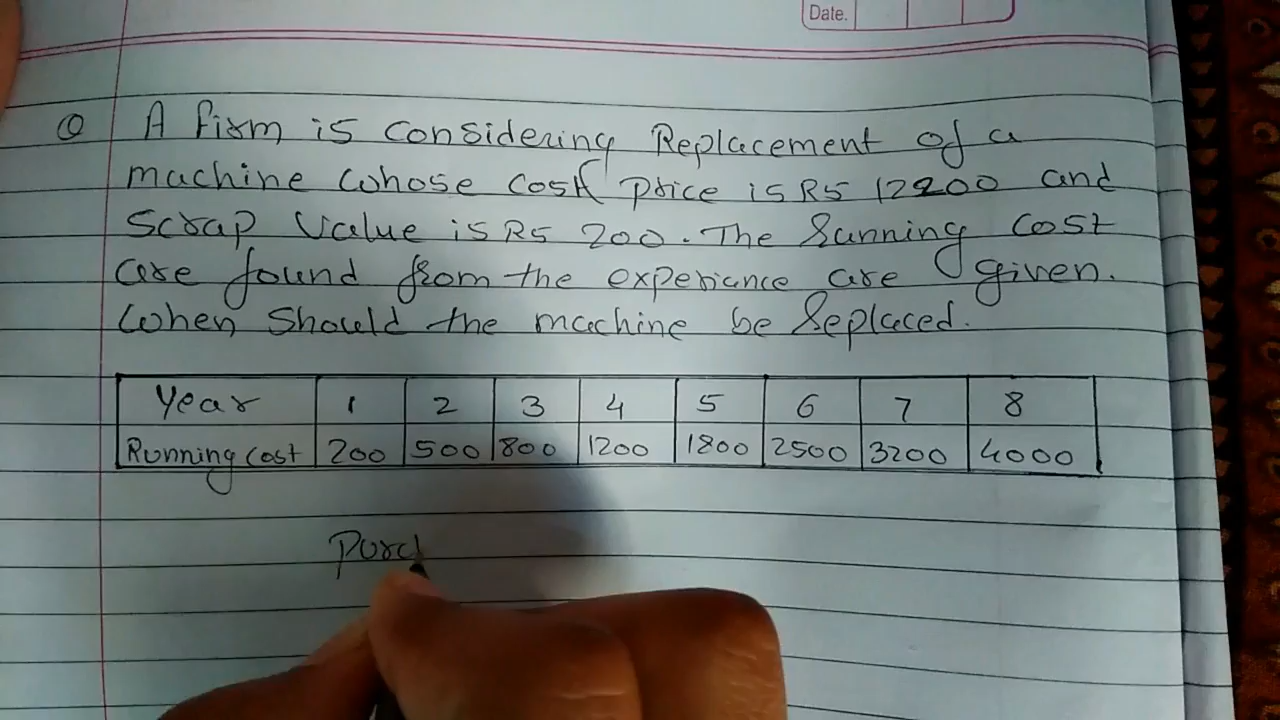 Date.
Q A firm is considering Replacement of a
machine whose cost price is Rs 12200 and
scrap value is Rs 200. The Running cost
are found from the experiance are given.
when should the machine be Replaced.
Year 1 2 3 4 5 6 7 8
Running cost 200 500 800 1200 1800 2500 3200 4000
Purc